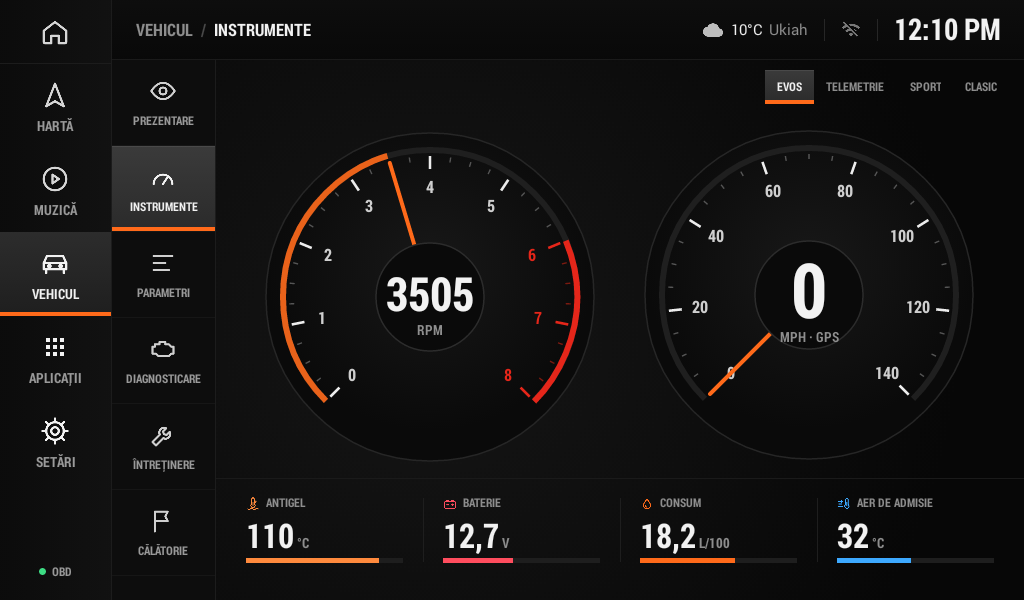 VEHICUL / INSTRUMENTE
10°C Ukiah
12:10 PM
HARTĂ
MUZICĂ
VEHICUL
APLICAȚII
SETĂRI
OBD
PREZENTARE
INSTRUMENTE
PARAMETRI
DIAGNOSTICARE
ÎNTREȚINERE
CĂLĂTORIE
EVOS TELEMETRIE SPORT CLASIC
0 1 2 3 4 5 6 7 8
3505
RPM
0 20 40 60 80 100 120 140
0
MPH · GPS
ANTIGEL
110 °C
BATERIE
12,7 V
CONSUM
18,2 L/100
AER DE ADMISIE
32 °C